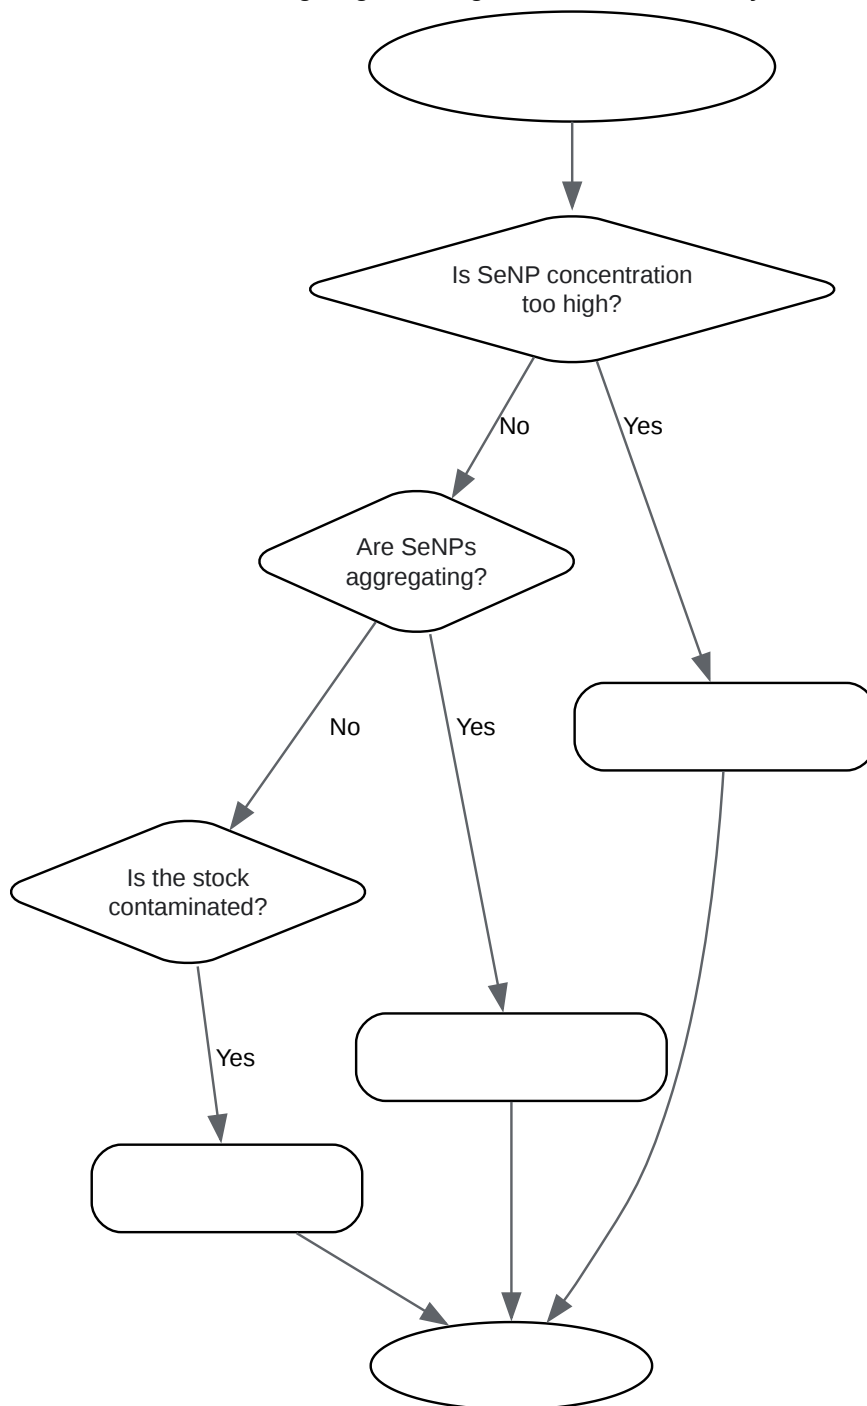 Is SeNP concentration
too high?
No
Yes
Are SeNPs
aggregating?
No
Yes
Is the stock
contaminated?
Yes